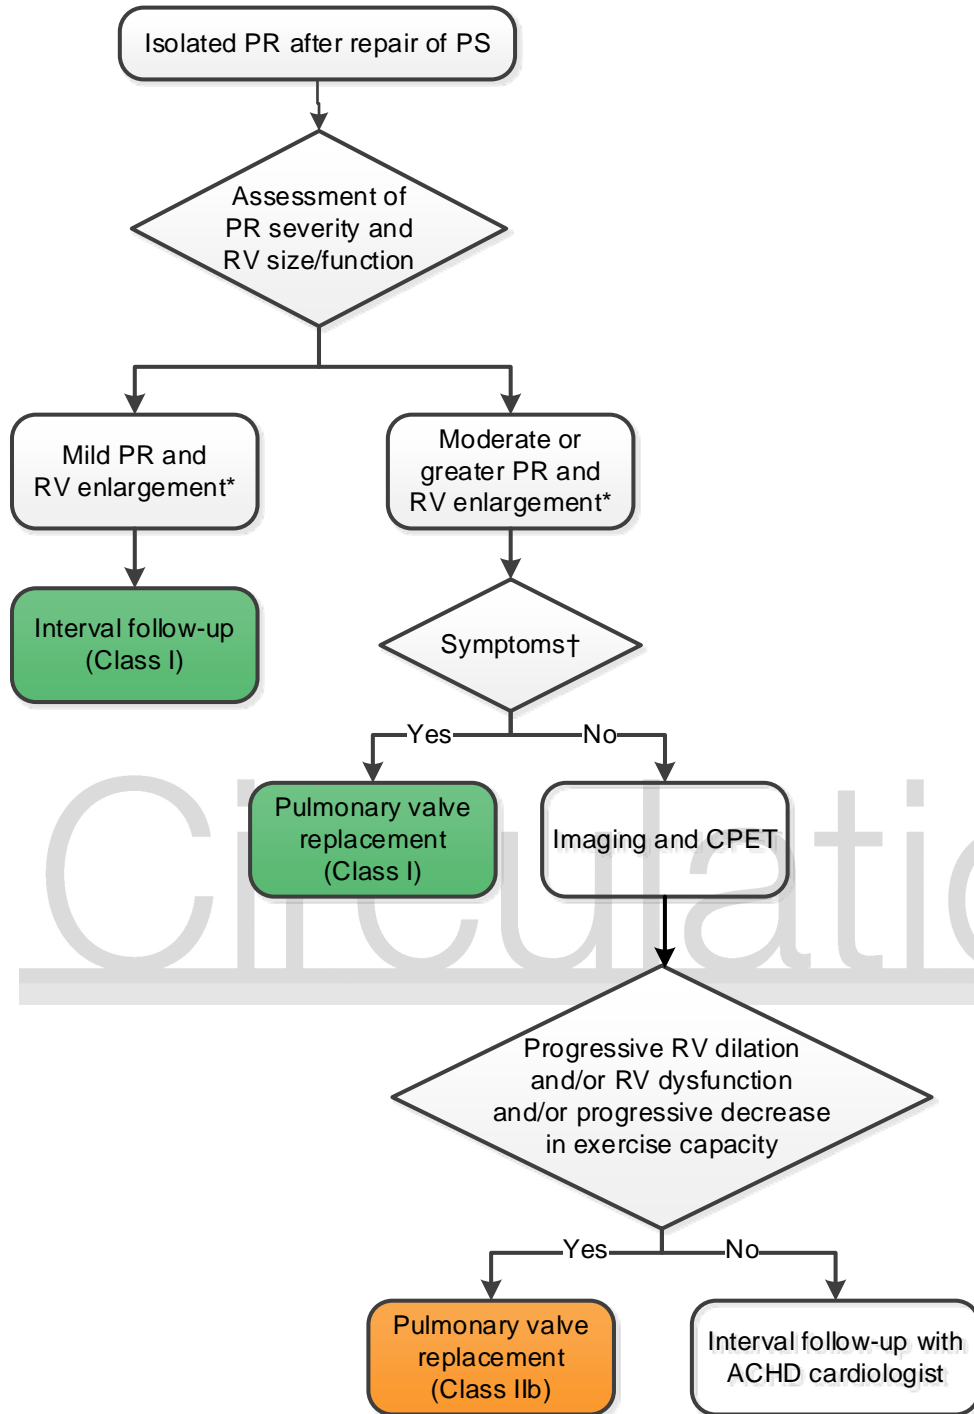 Isolated PR after repair of PS
Assessment of
PR severity and
RV size/function
Mild PR and
RV enlargement*
Moderate or
greater PR and
RV enlargement*
Interval follow-up
(Class I)
Symptoms†
Yes
No
Pulmonary valve
replacement
(Class I)
Imaging and CPET
Circulatio
Progressive RV dilation
and/or RV dysfunction
and/or progressive decrease
in exercise capacity
Yes
No
Pulmonary valve
replacement
(Class IIb)
Interval follow-up with
ACHD cardiologist